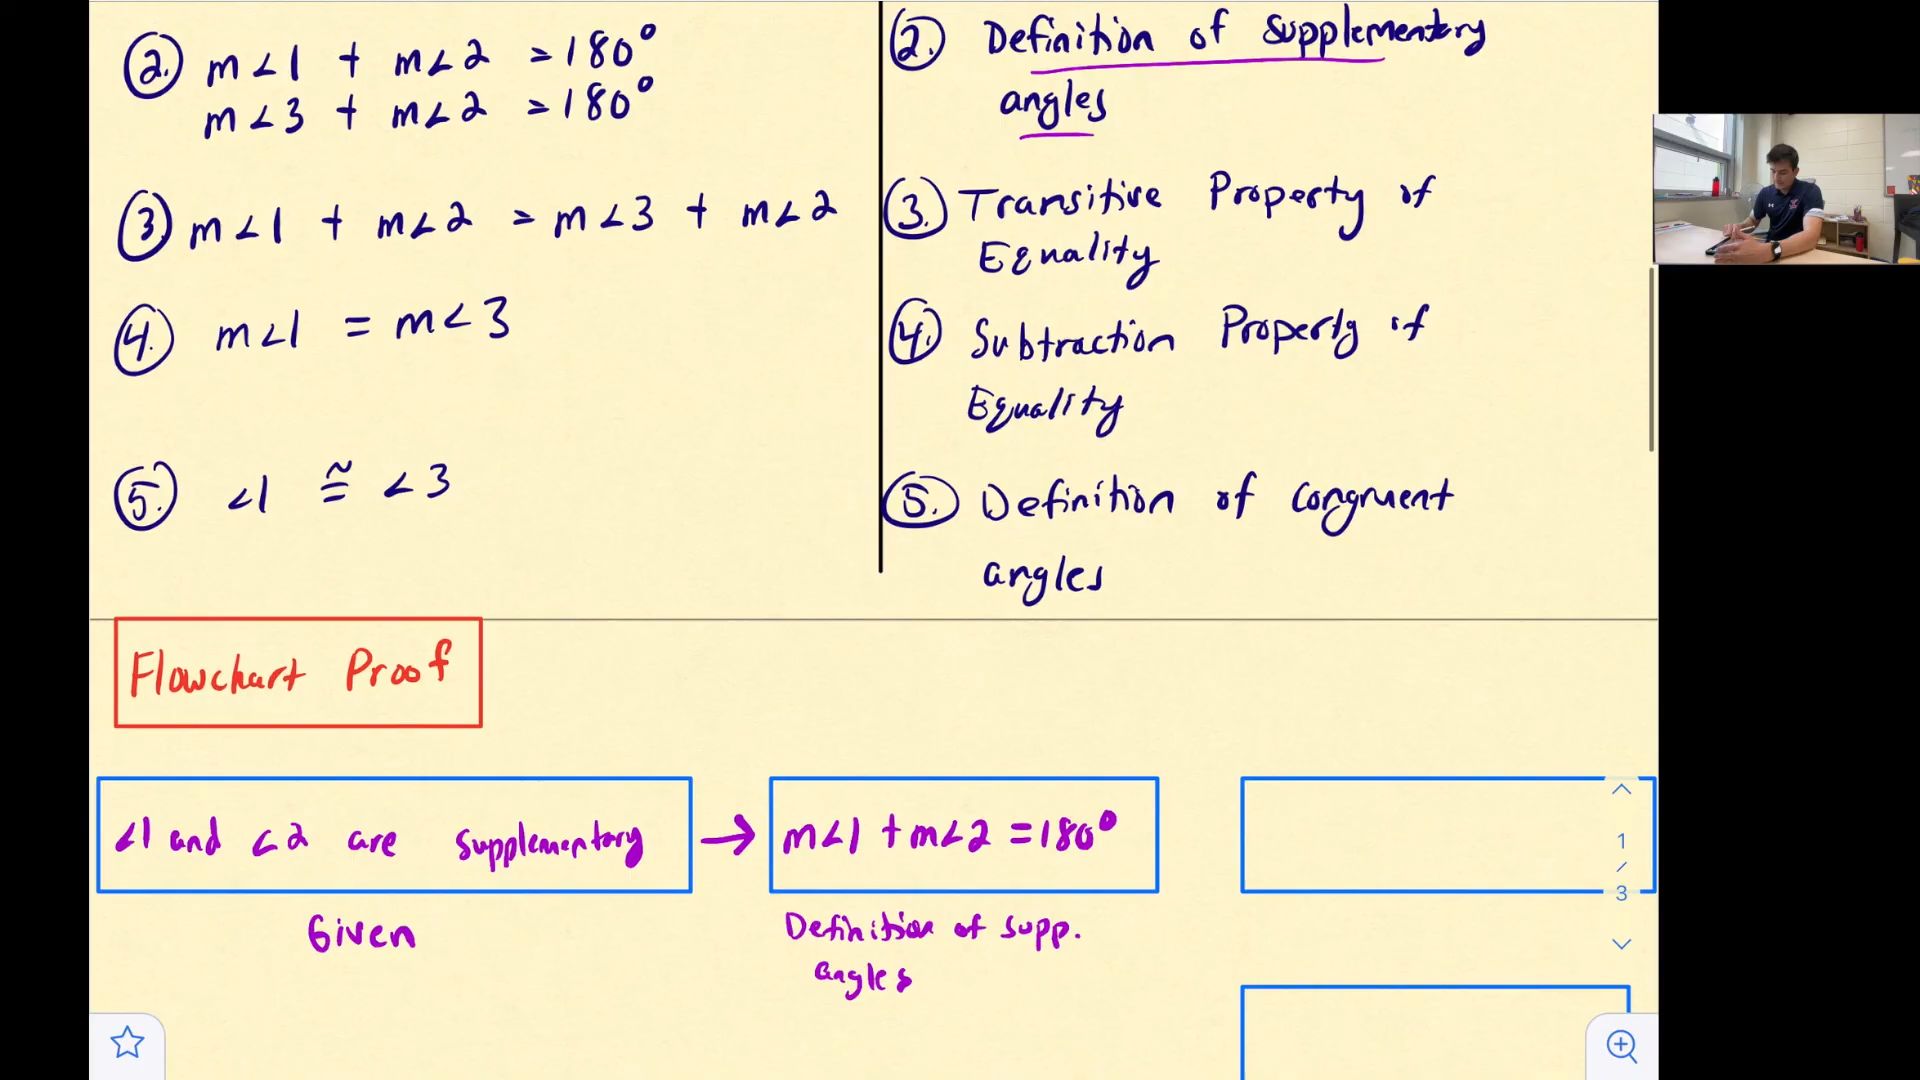 2. m∠1 + m∠2 = 180°
m∠3 + m∠2 = 180°
2. Definition of supplementary
angles
3. m∠1 + m∠2 = m∠3 + m∠2
3. Transitive Property of
Equality
4. m∠1 = m∠3
4. Subtraction Property of
Equality
5. ∠1 ≅ ∠3
5. Definition of congruent
angles
Flowchart Proof
∠1 and ∠2 are supplementary → m∠1 + m∠2 = 180°
Given
Definition of supp.
angles
1
/
3